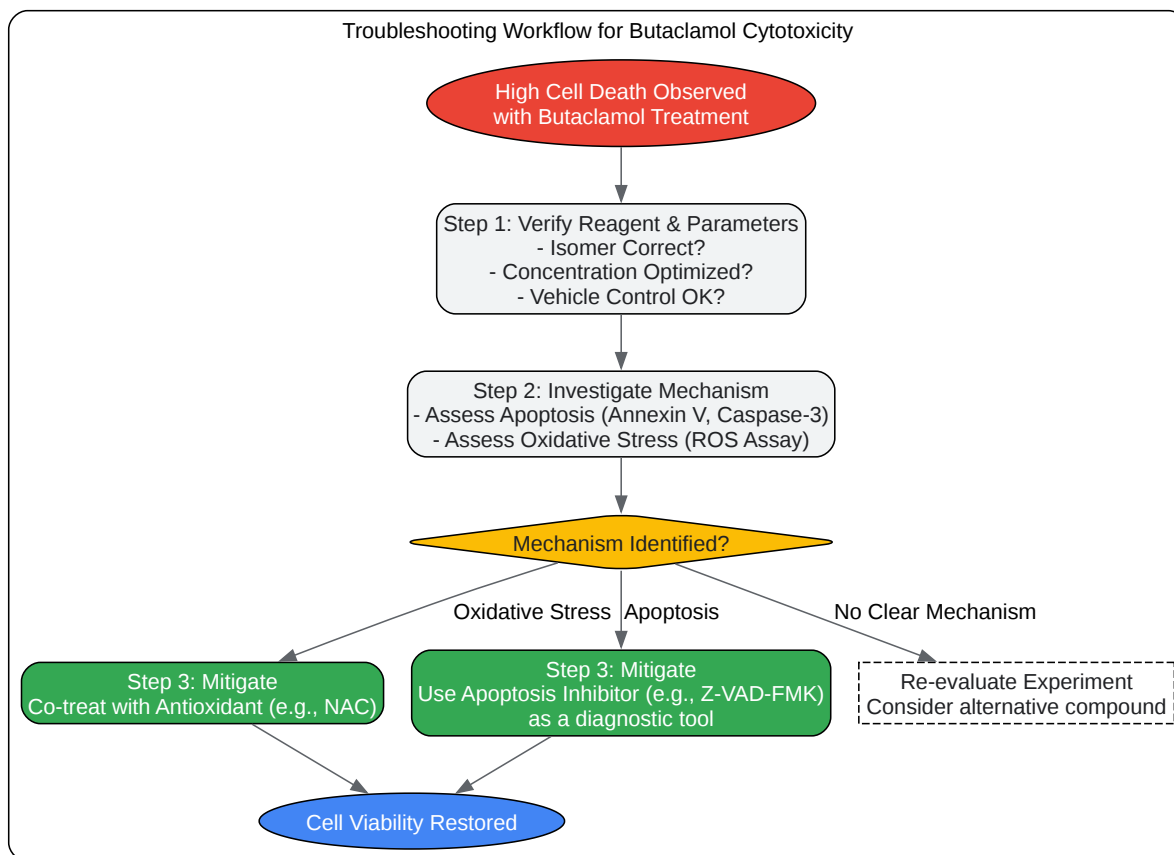 Troubleshooting Workflow for Butaclamol Cytotoxicity
High Cell Death Observed
with Butaclamol Treatment
Step 1: Verify Reagent & Parameters
- Isomer Correct?
- Concentration Optimized?
- Vehicle Control OK?
Step 2: Investigate Mechanism
- Assess Apoptosis (Annexin V, Caspase-3)
- Assess Oxidative Stress (ROS Assay)
Mechanism Identified?
Oxidative Stress
Apoptosis
No Clear Mechanism
Step 3: Mitigate
Co-treat with Antioxidant (e.g., NAC)
Step 3: Mitigate
Use Apoptosis Inhibitor (e.g., Z-VAD-FMK)
as a diagnostic tool
Re-evaluate Experiment
Consider alternative compound
Cell Viability Restored